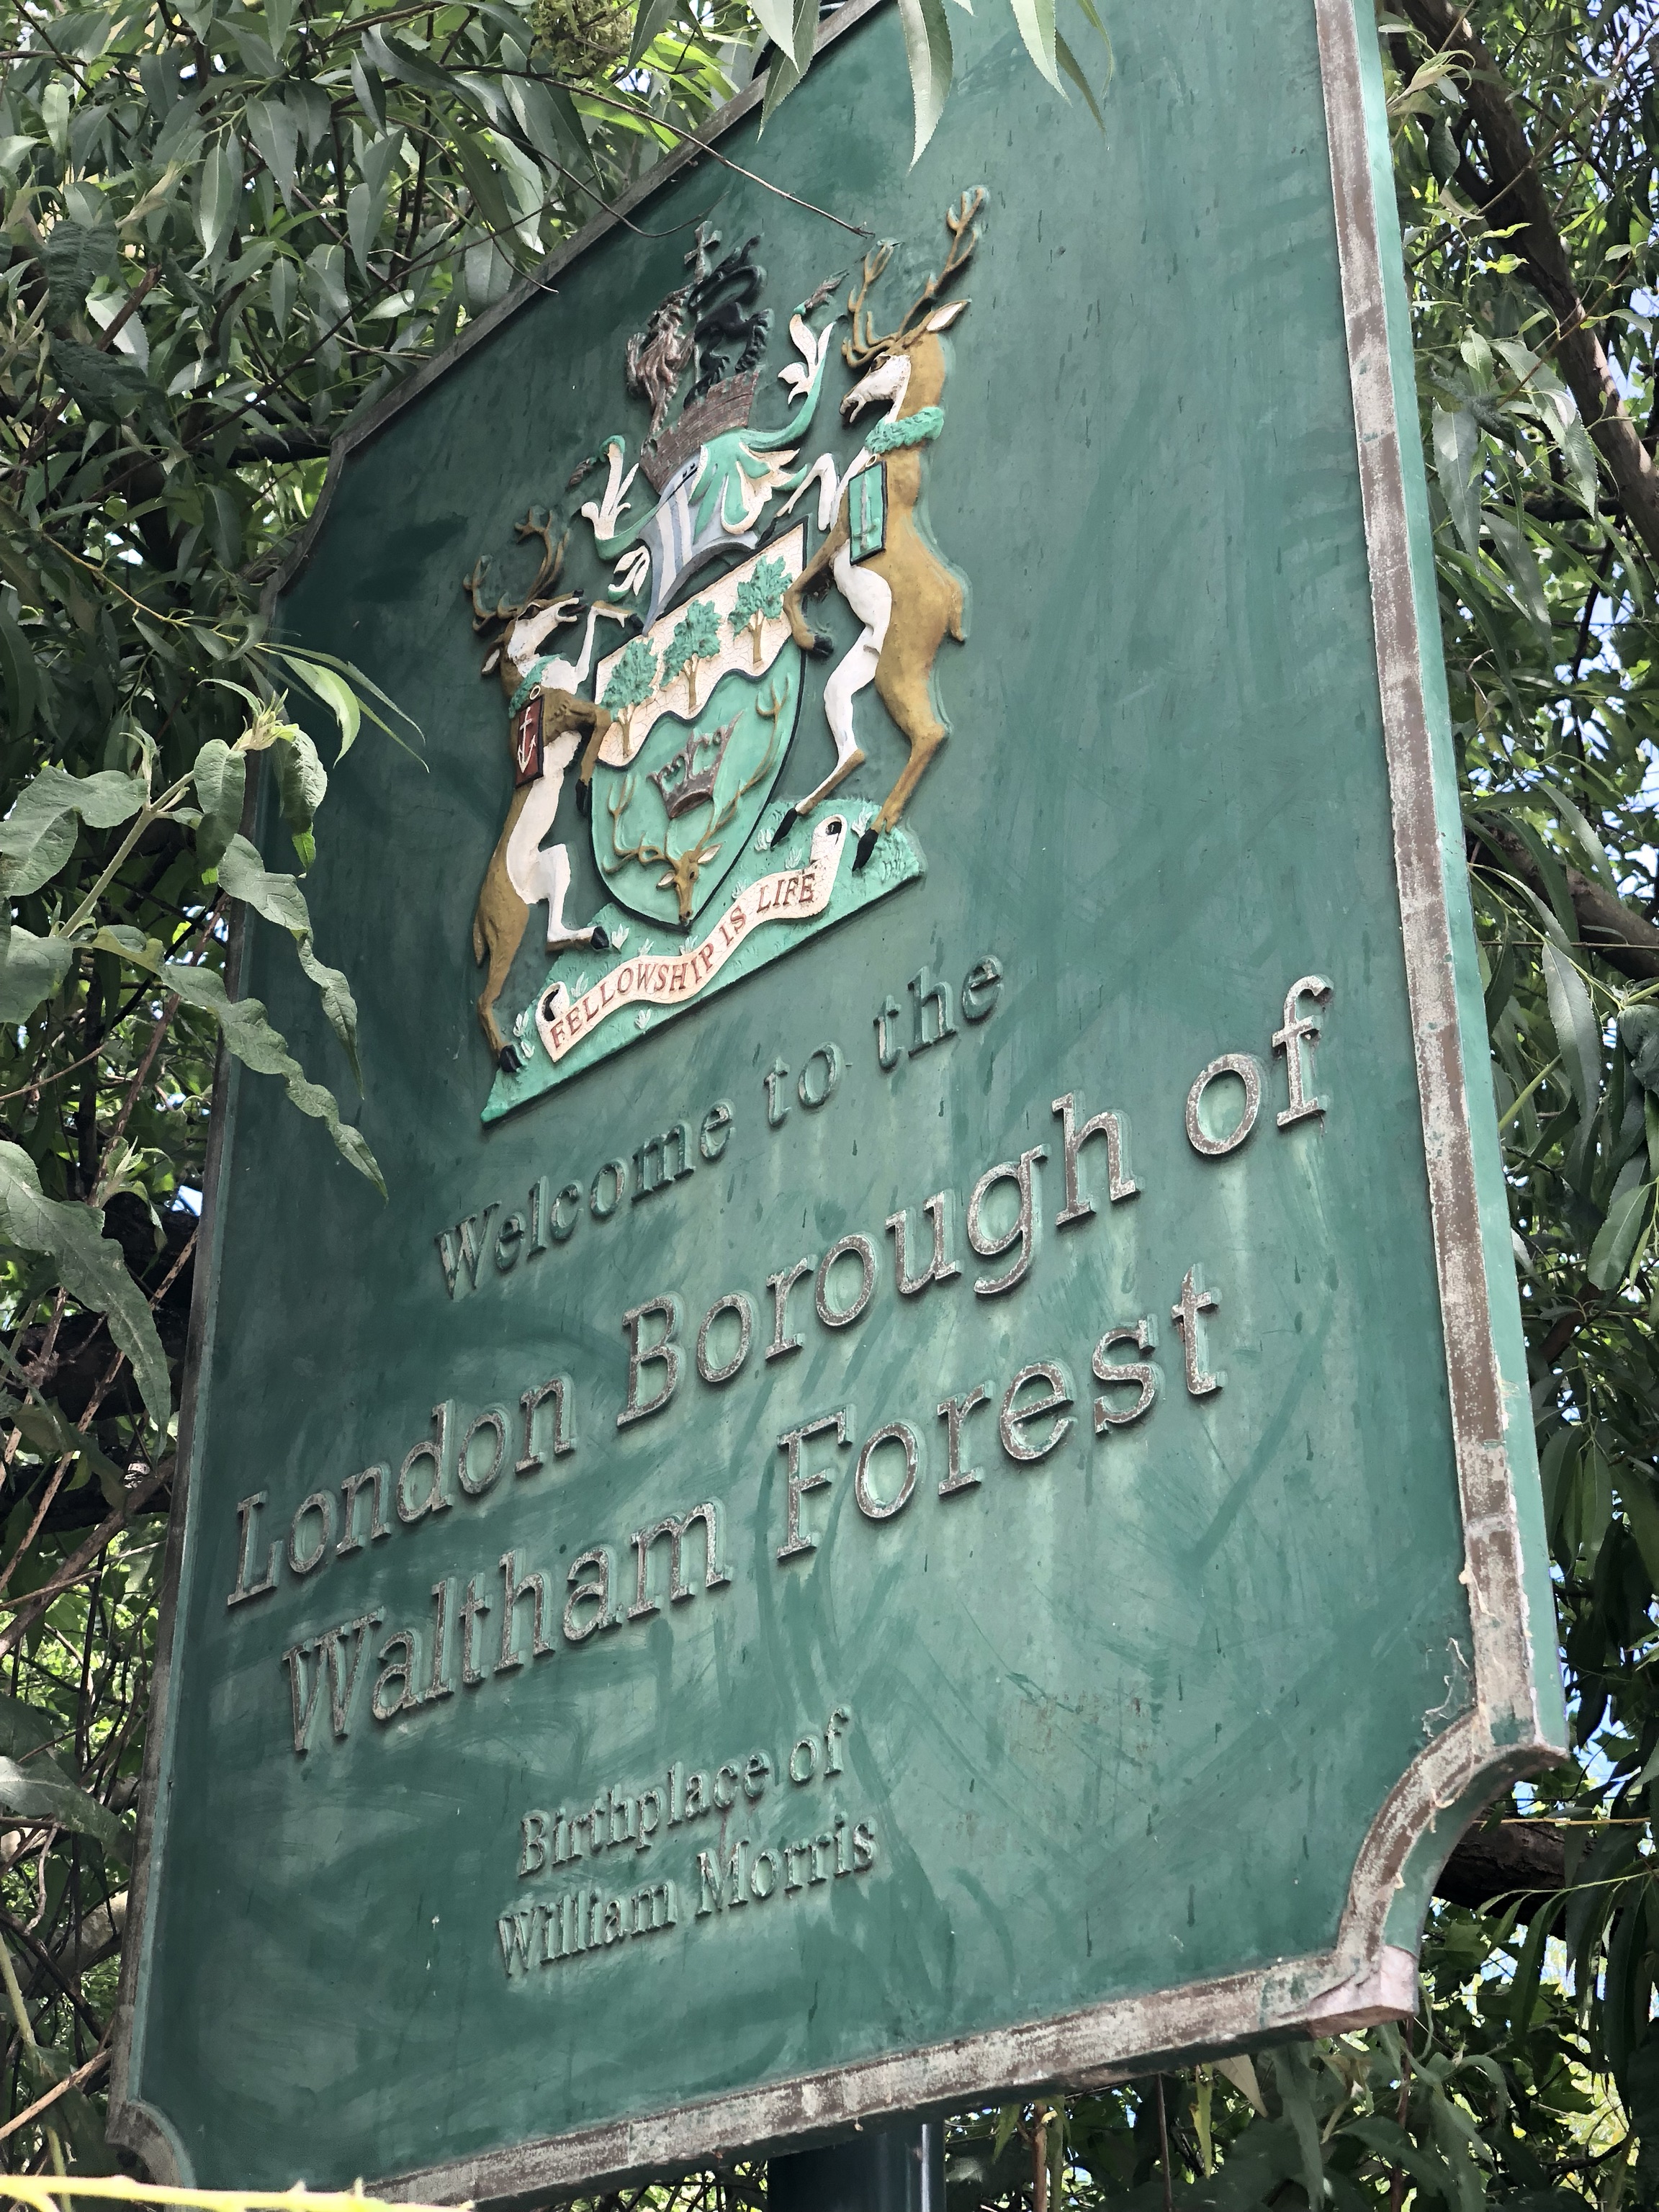 FELLOWSHIP IS LIFE
Welcome to the
London Borough of
Waltham Forest
Birthplace of
William Morris